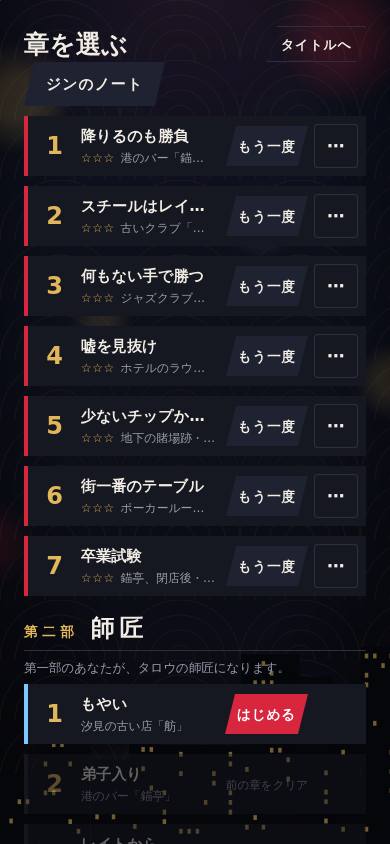 章を選ぶ
タイトルへ
ジンのノート
1
降りるのも勝負
☆☆☆ 港のバー「錨…
もう一度
…
2
スチールはレイ…
☆☆☆ 古いクラブ「…
もう一度
…
3
何もない手で勝つ
☆☆☆ ジャズクラブ…
もう一度
…
4
嘘を見抜け
☆☆☆ ホテルのラウ…
もう一度
…
5
少ないチップか…
☆☆☆ 地下の賭場跡・…
もう一度
…
6
街一番のテーブル
☆☆☆ ポーカールー…
もう一度
…
7
卒業試験
☆☆☆ 錨亭、閉店後・…
もう一度
…
第二部 師匠
第一部のあなたが、タロウの師匠になります。
1
もやい
汐見の古い店「舫」
はじめる
2
弟子入り
港のバー「錨亭」
前の章をクリア
レイトから